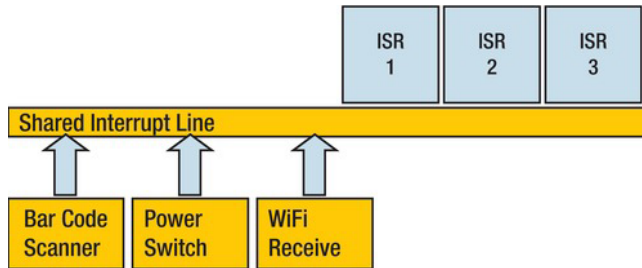 ISR
1
ISR
2
ISR
3
Shared Interrupt Line
Bar Code
Scanner
Power
Switch
WiFi
Receive